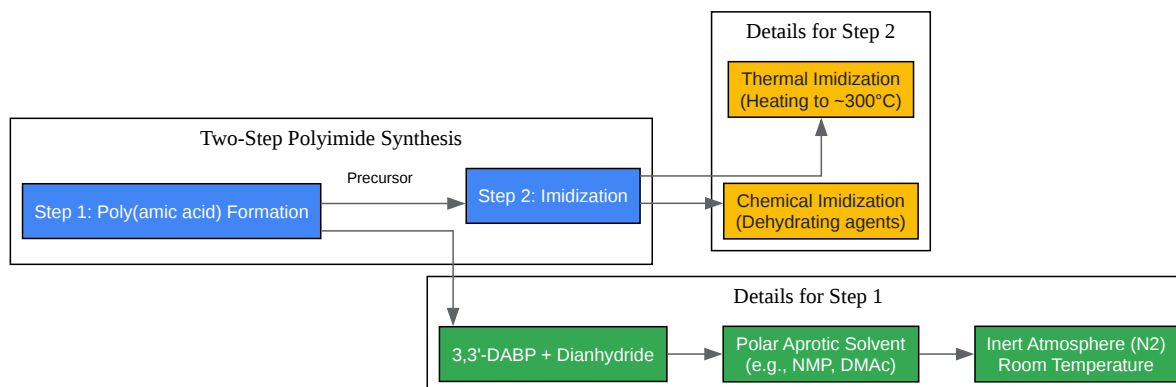 Details for Step 2
Thermal Imidization
(Heating to ~300°C)
Two-Step Polyimide Synthesis
Precursor
Step 1: Poly(amic acid) Formation
Step 2: Imidization
Chemical Imidization
(Dehydrating agents)
Details for Step 1
3,3'-DABP + Dianhydride
Polar Aprotic Solvent
(e.g., NMP, DMAc)
Inert Atmosphere (N2)
Room Temperature